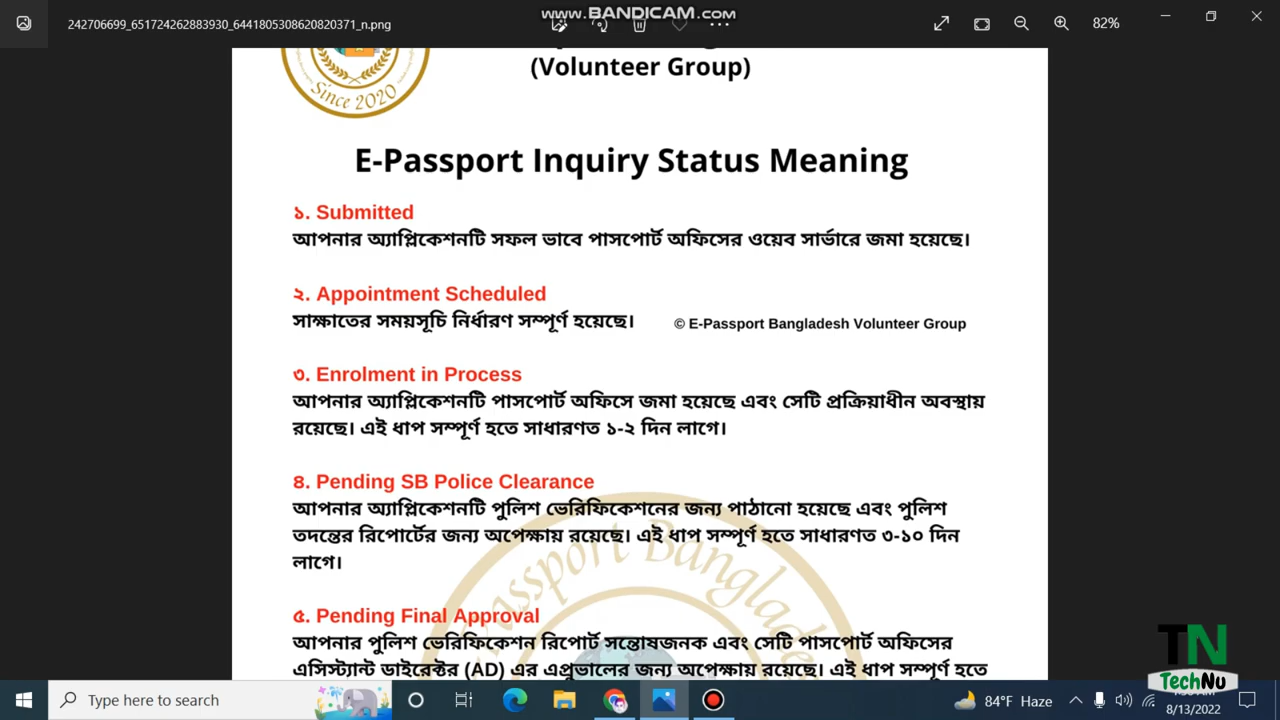 www.BANDICAM.com
242706699_651724262883930_6441805308620820371_n.png
82%
(Volunteer Group)
Since 2020
E-Passport Inquiry Status Meaning
১. Submitted
আপনার অ্যাপ্লিকেশনটি সফল ভাবে পাসপোর্ট অফিসের ওয়েব সার্ভারে জমা হয়েছে।
২. Appointment Scheduled
সাক্ষাতের সময়সূচি নির্ধারণ সম্পূর্ণ হয়েছে।
© E-Passport Bangladesh Volunteer Group
৩. Enrolment in Process
আপনার অ্যাপ্লিকেশনটি পাসপোর্ট অফিসে জমা হয়েছে এবং সেটি প্রক্রিয়াধীন অবস্থায়
রয়েছে। এই ধাপ সম্পূর্ণ হতে সাধারণত ১-২ দিন লাগে।
৪. Pending SB Police Clearance
আপনার অ্যাপ্লিকেশনটি পুলিশ ভেরিফিকেশনের জন্য পাঠানো হয়েছে এবং পুলিশ
তদন্তের রিপোর্টের জন্য অপেক্ষায় রয়েছে। এই ধাপ সম্পূর্ণ হতে সাধারণত ৩-১০ দিন
লাগে।
৫. Pending Final Approval
আপনার পুলিশ ভেরিফিকেশন রিপোর্ট সন্তোষজনক এবং সেটি পাসপোর্ট অফিসের
এসিস্ট্যান্ট ডাইরেক্টর (AD) এর এপ্রুভালের জন্য অপেক্ষায় রয়েছে। এই ধাপ সম্পূর্ণ হতে
TN
TechNu
Type here to search
84°F Haze
8/13/2022